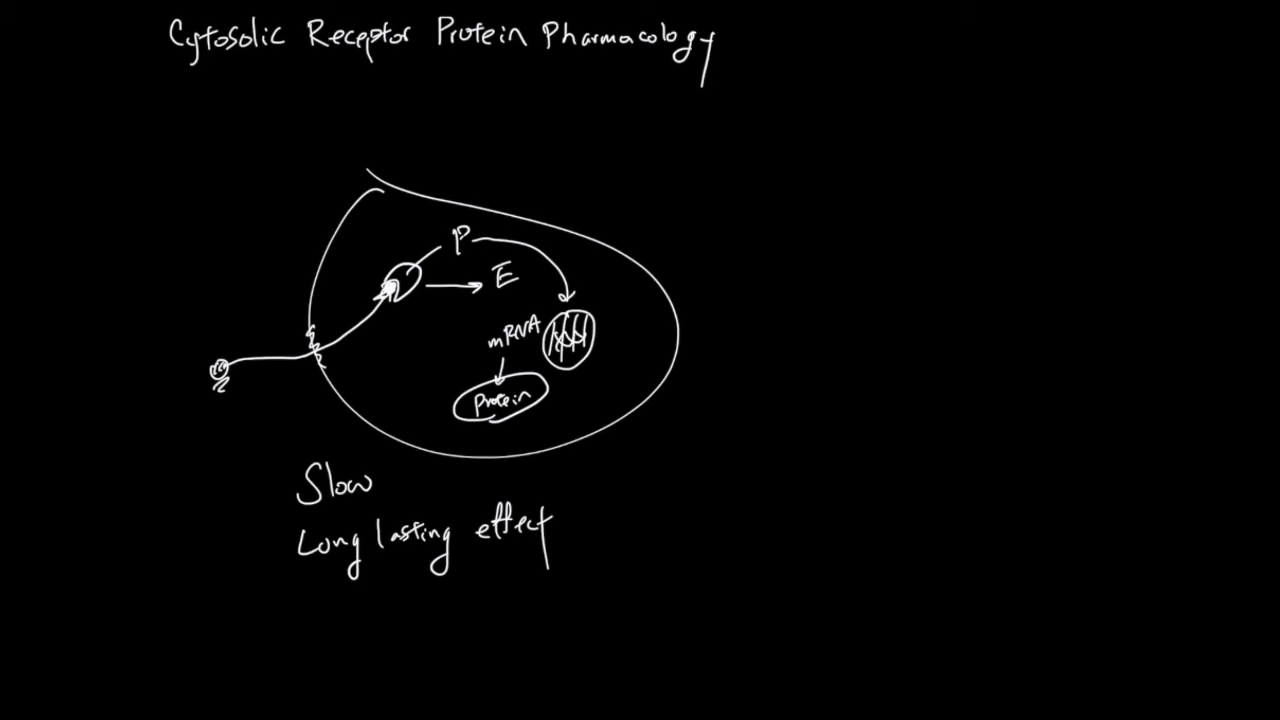 Cytosolic Receptor Protein Pharmacology
P
E
mRNA
Protein
Slow
Long lasting effect